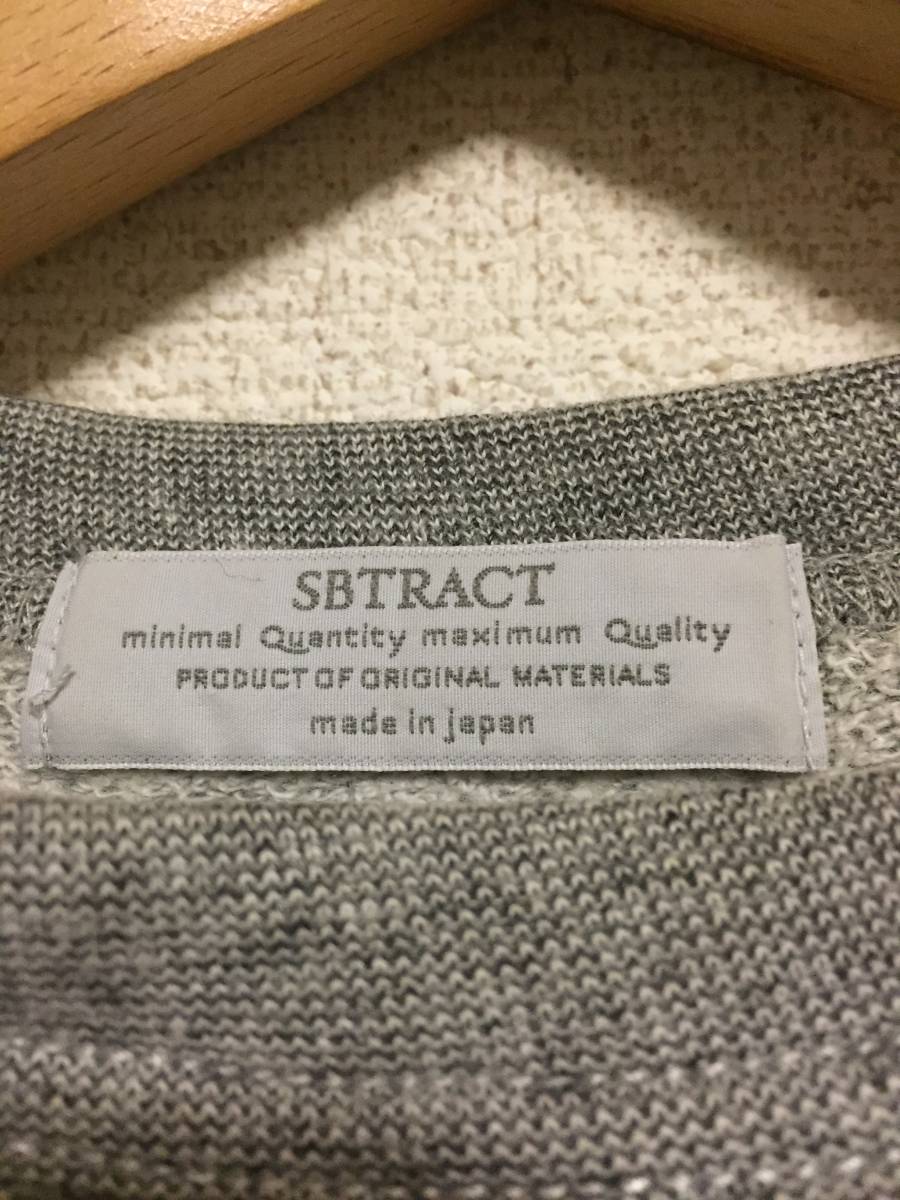 SBTRACT
minimal Quantity maximum Quality
PRODUCT OF ORIGINAL MATERIALS
made in japan